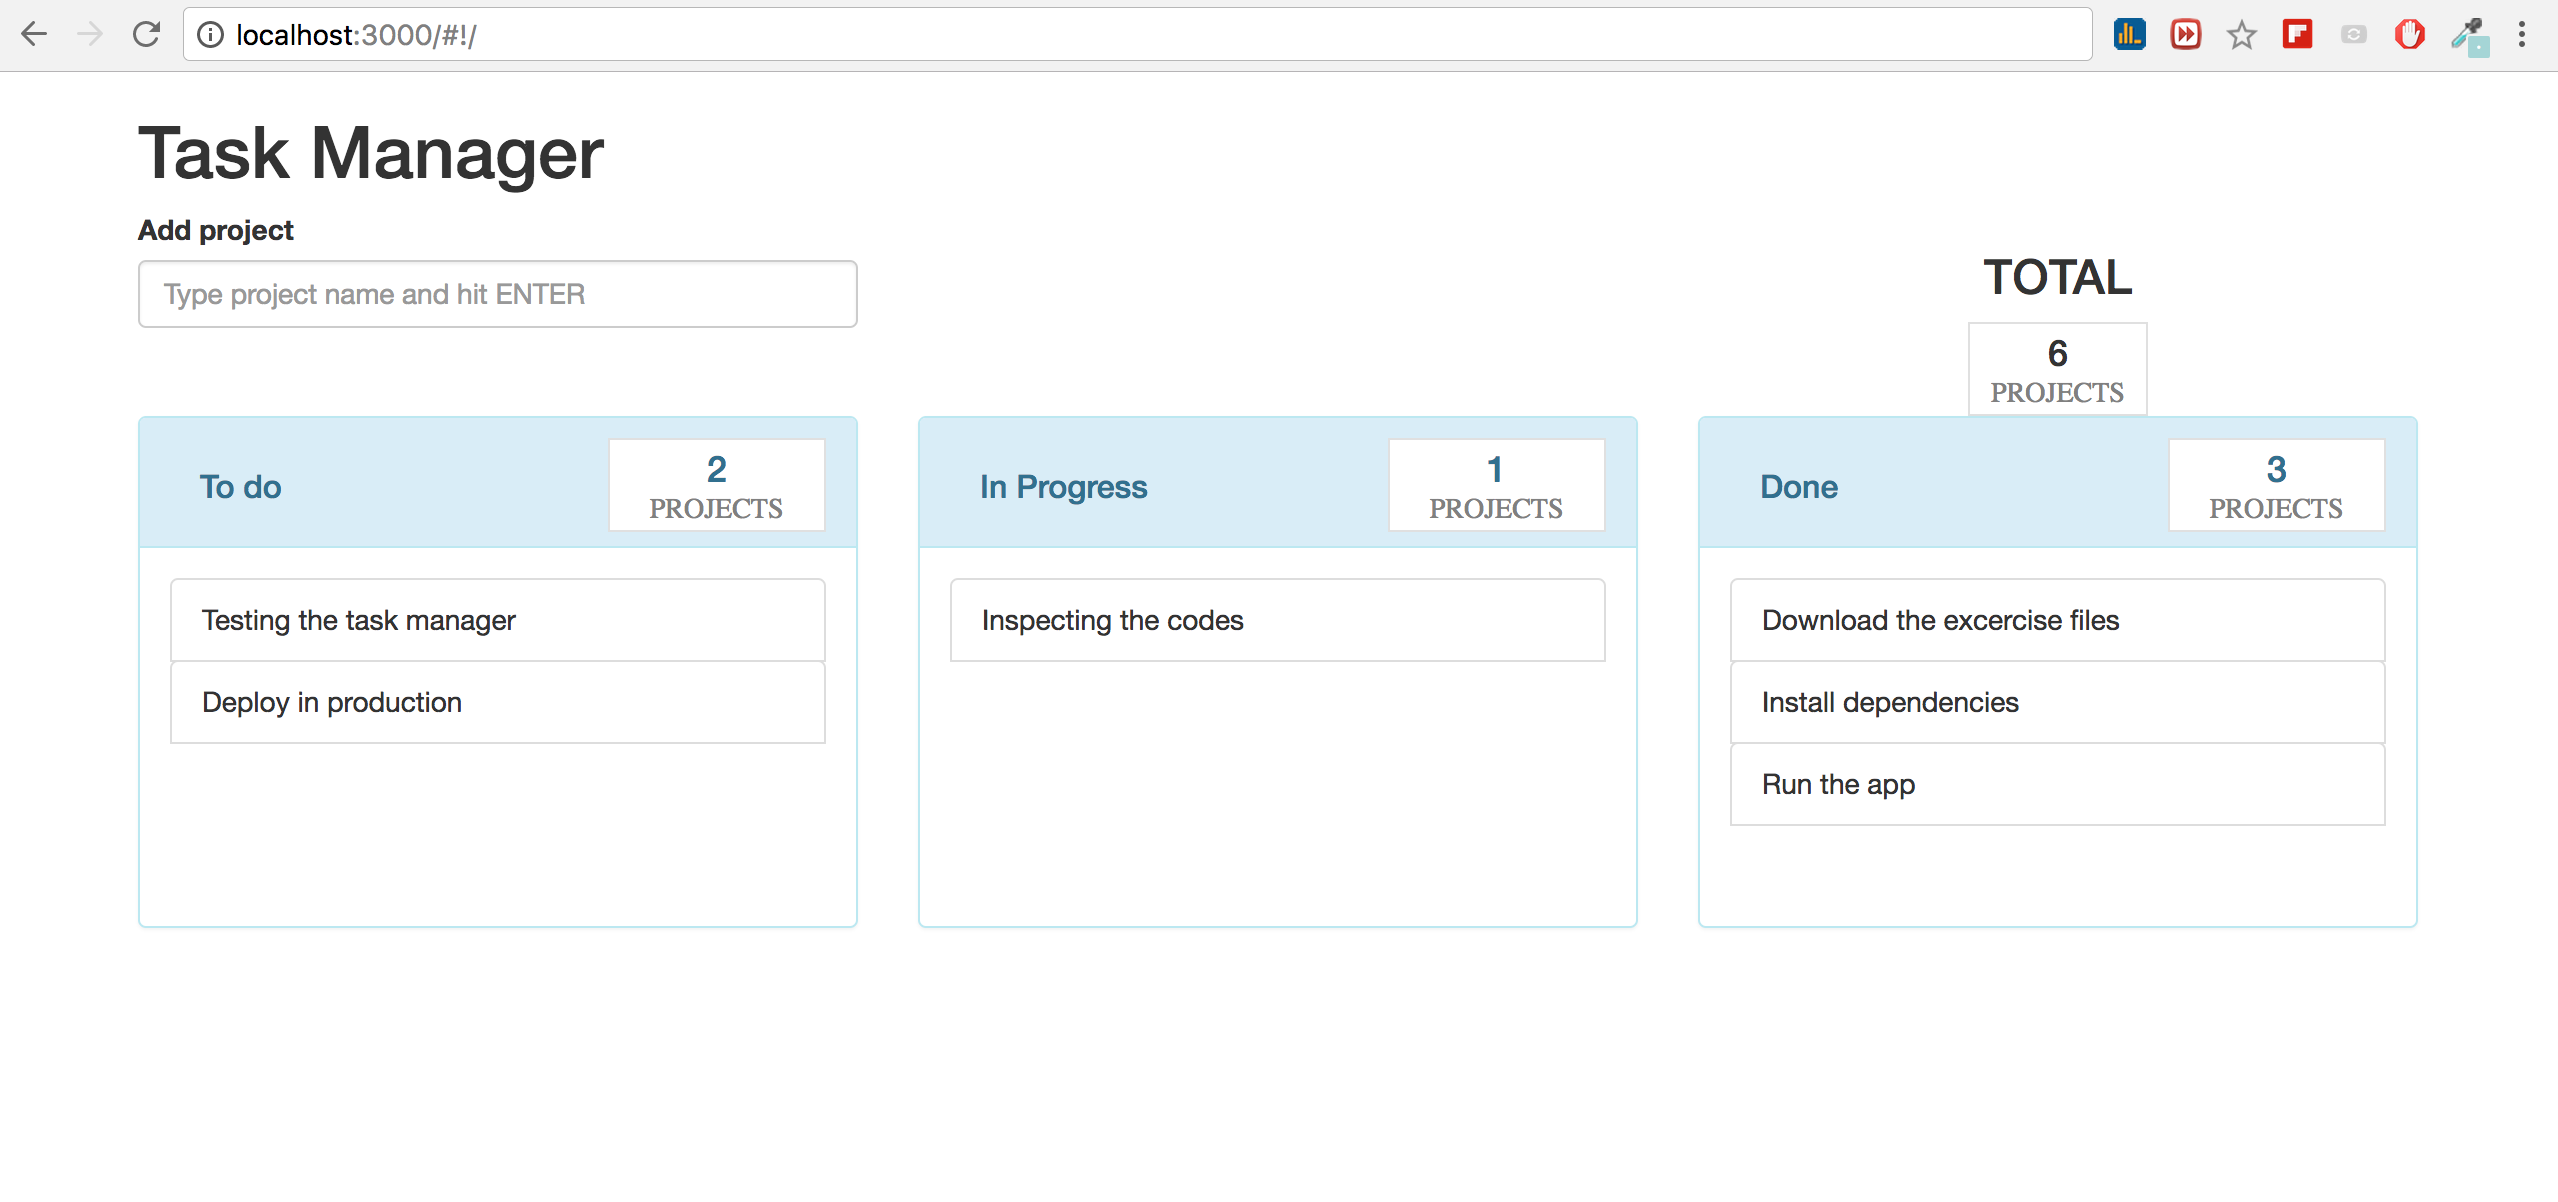 localhost:3000/#!/
Task Manager
Add project
Type project name and hit ENTER
TOTAL
6
PROJECTS
To do
2
PROJECTS
Testing the task manager
Deploy in production
In Progress
1
PROJECTS
Inspecting the codes
Done
3
PROJECTS
Download the excercise files
Install dependencies
Run the app